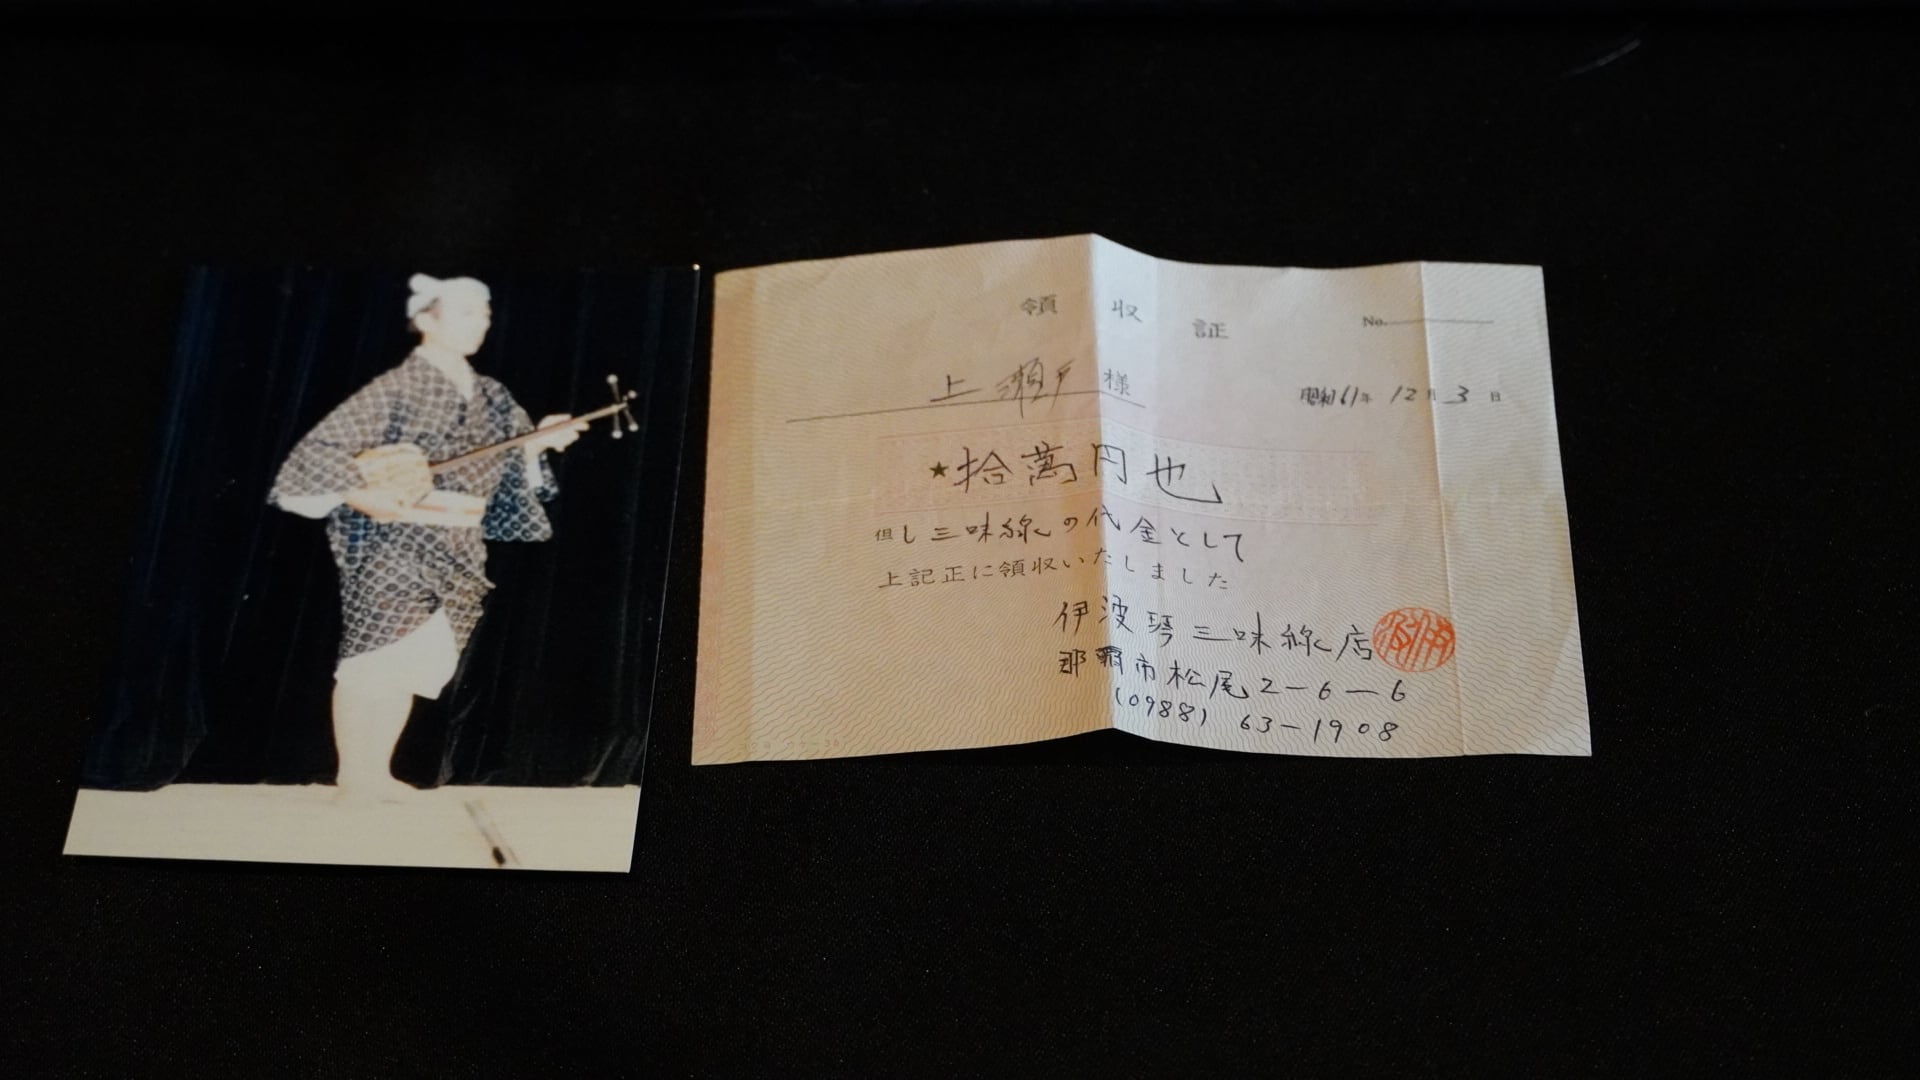 領収証
No.
上瀬戸様
昭和61年12月3日
★拾萬円也
但し三味線の代金として
上記正に領収いたしました
伊波琴三味線店
那覇市松尾2-6-6
(0988) 63-1908